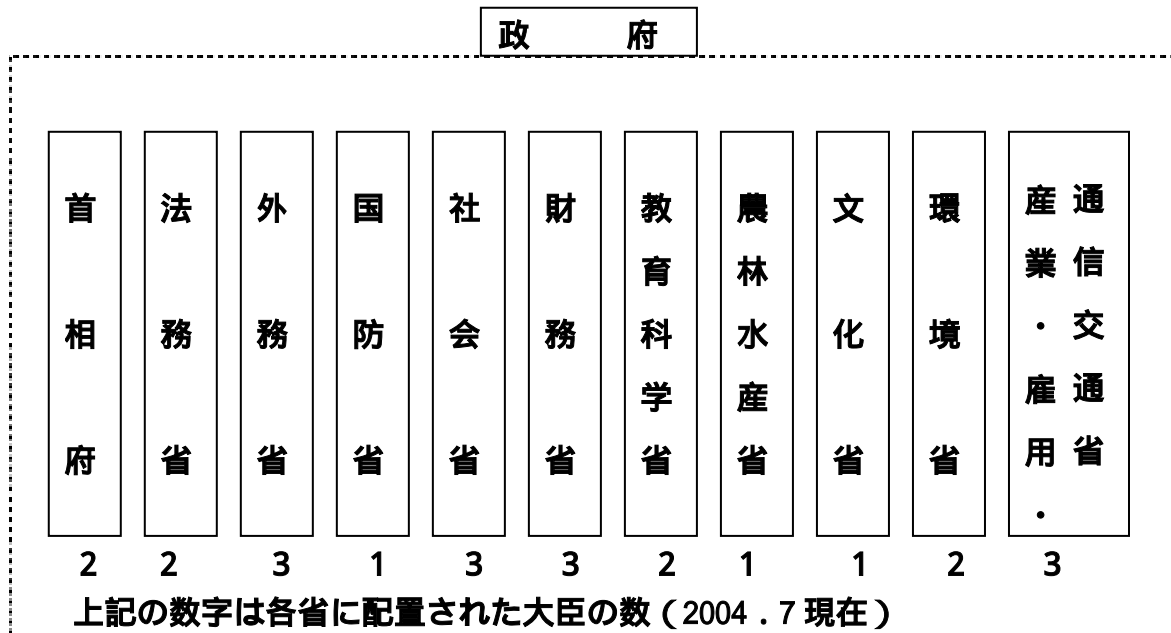 政　府
首相府
法務省
外務省
国防省
社会省
財務省
教育科学省
農林水産省
文化省
環境省
産業・雇用・
通信交通省
2 2 3 1 3 3 2 1 1 2 3
上記の数字は各省に配置された大臣の数（2004．7現在）